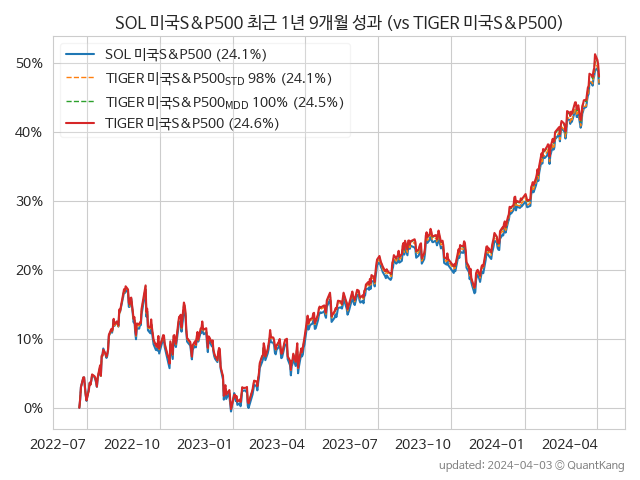 SOL 미국S&P500 최근 1년 9개월 성과 (vs TIGER 미국S&P500)
SOL 미국S&P500 (24.1%)
TIGER 미국S&P500STD 98% (24.1%)
TIGER 미국S&P500MDD 100% (24.5%)
TIGER 미국S&P500 (24.6%)
50%
40%
30%
20%
10%
0%
2022-07 2022-10 2023-01 2023-04 2023-07 2023-10 2024-01 2024-04
updated: 2024-04-03 © QuantKang